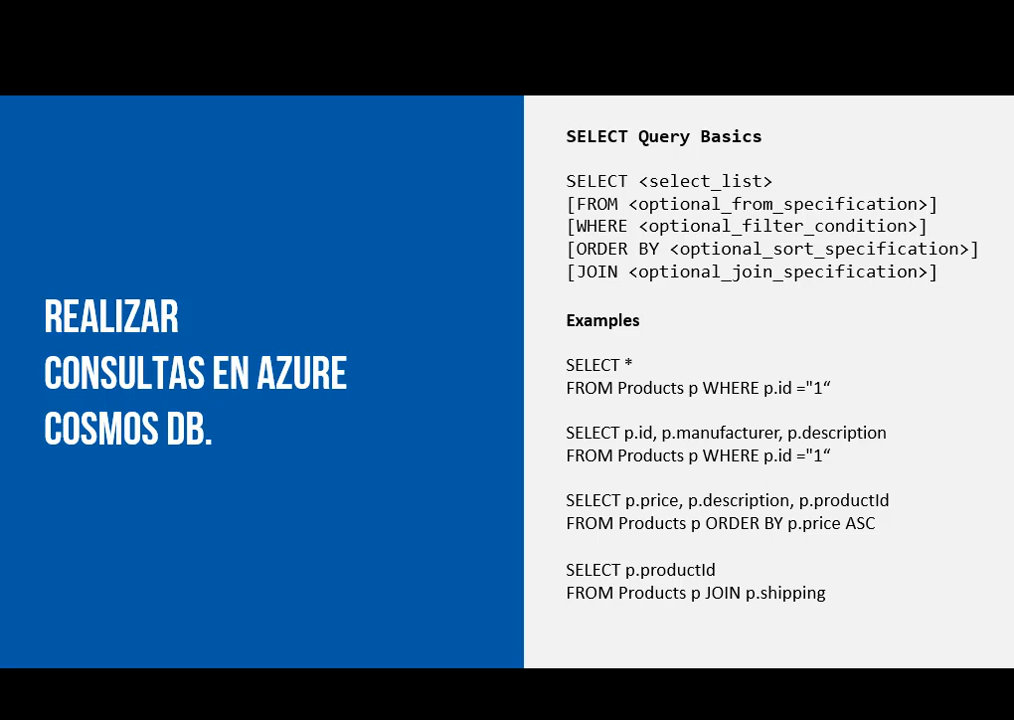 REALIZAR
CONSULTAS EN AZURE
COSMOS DB.
SELECT Query Basics
SELECT <select_list>
[FROM <optional_from_specification>]
[WHERE <optional_filter_condition>]
[ORDER BY <optional_sort_specification>]
[JOIN <optional_join_specification>]
Examples
SELECT *
FROM Products p WHERE p.id ="1“
SELECT p.id, p.manufacturer, p.description
FROM Products p WHERE p.id ="1“
SELECT p.price, p.description, p.productId
FROM Products p ORDER BY p.price ASC
SELECT p.productId
FROM Products p JOIN p.shipping